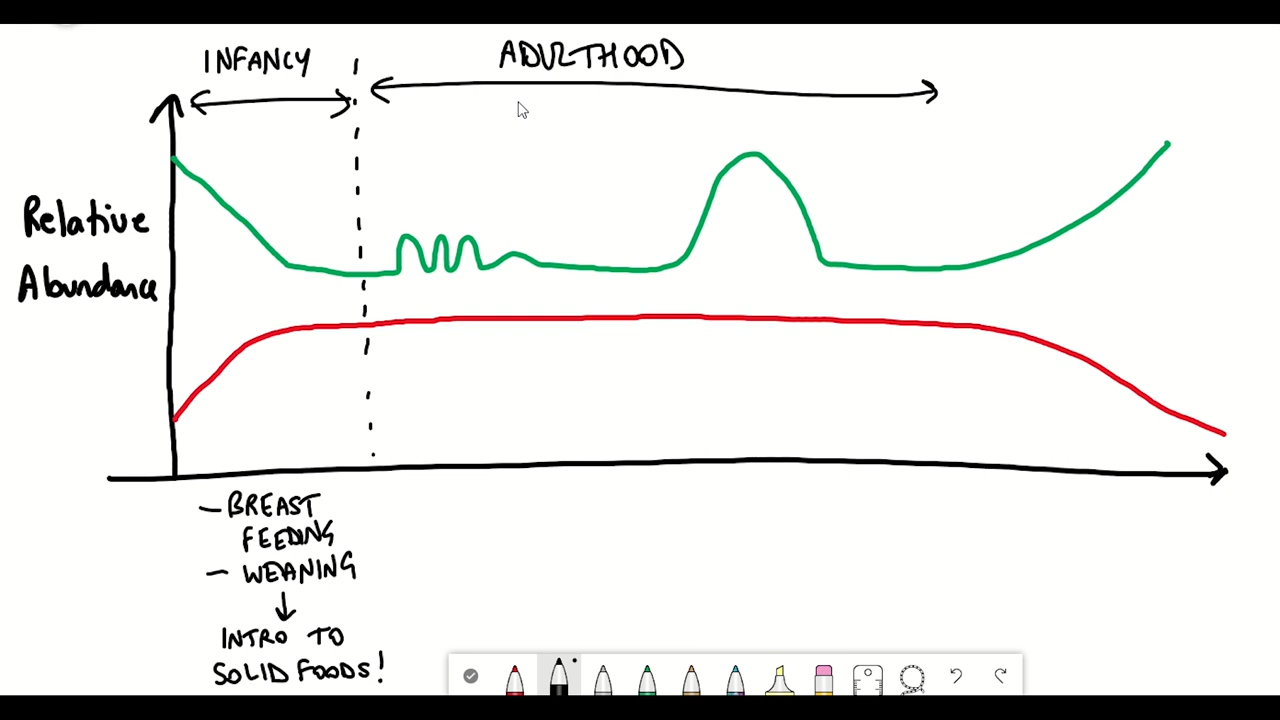 INFANCY
ADULTHOOD
Relative
Abundance
- BREAST
FEEDING
- WEANING
↓
INTRO TO
SOLID FOODS!